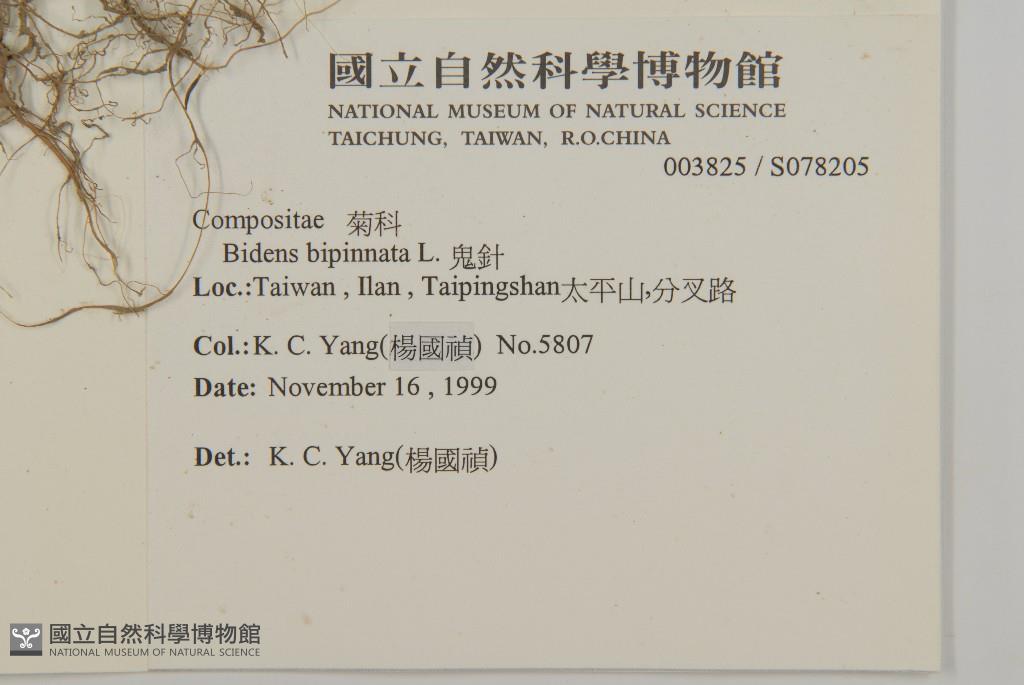 國立自然科學博物館
NATIONAL MUSEUM OF NATURAL SCIENCE
TAICHUNG, TAIWAN, R.O.CHINA
003825 / S078205
Compositae 菊科
Bidens bipinnata L. 鬼針
Loc.:Taiwan , Ilan , Taipingshan太平山,分叉路
Col.:K. C. Yang(楊國禎) No.5807
Date: November 16 , 1999
Det.: K. C. Yang(楊國禎)
國立自然科學博物館
NATIONAL MUSEUM OF NATURAL SCIENCE